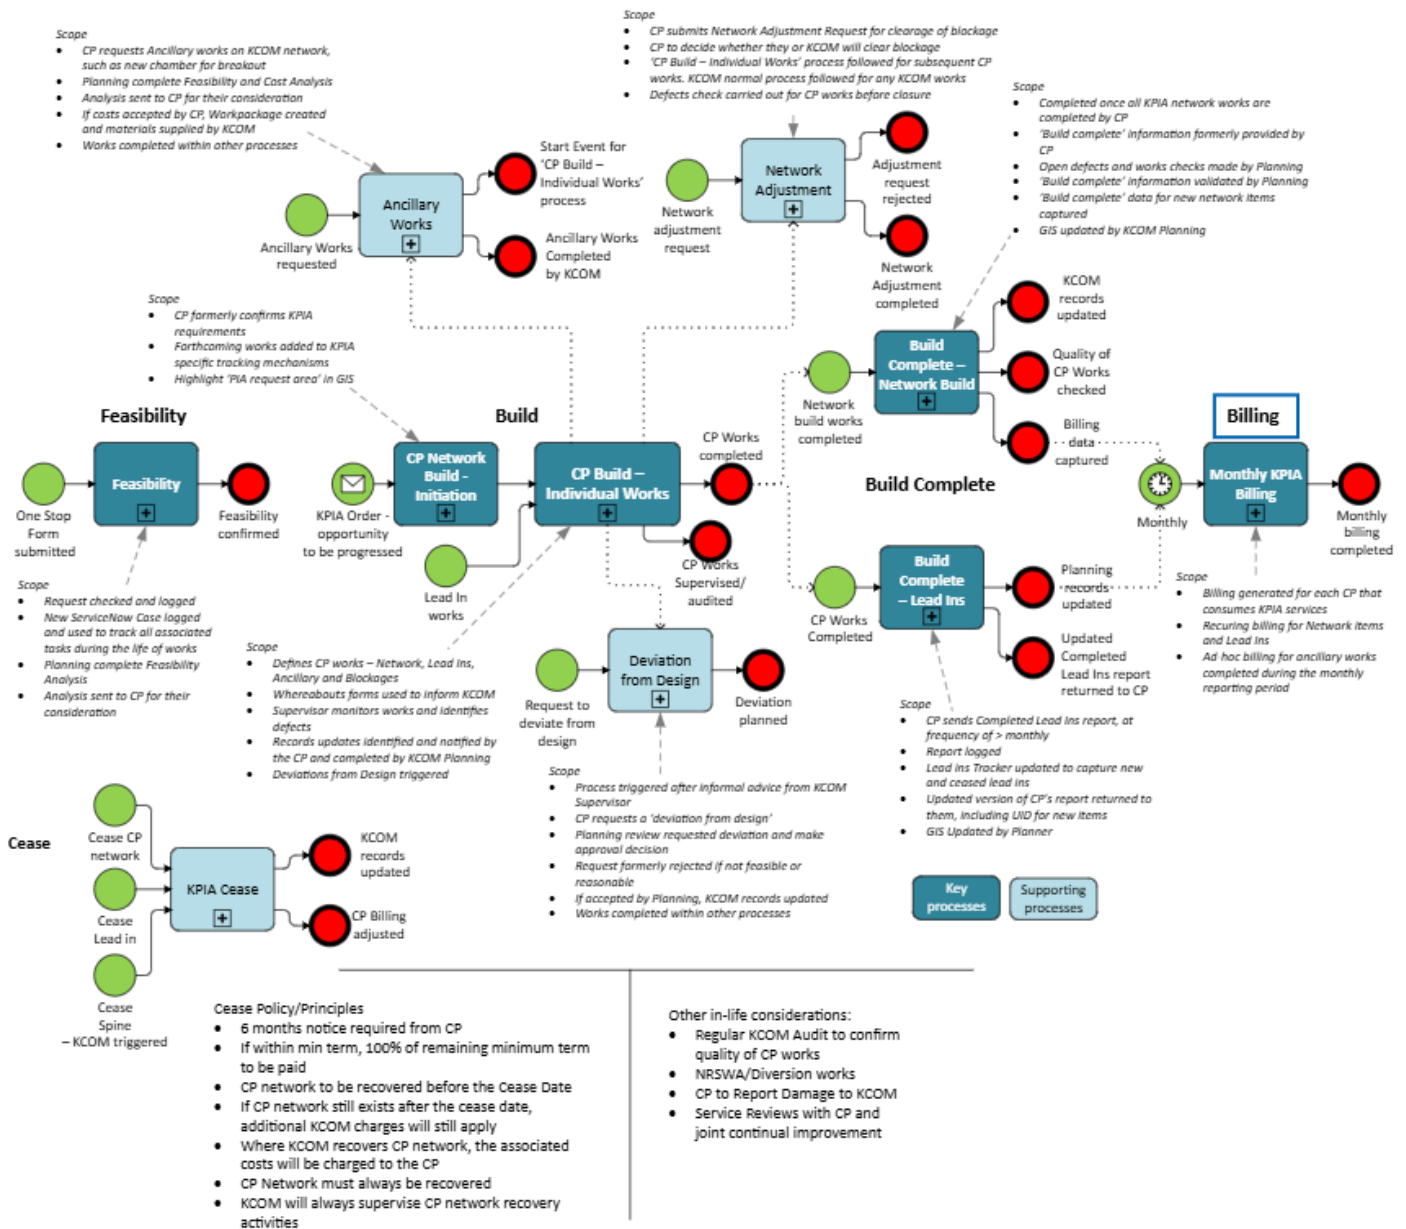 Scope
• CP requests Ancillary works on KCOM network,
such as new chamber for breakout
• Planning complete Feasibility and Cost Analysis
• Analysis sent to CP for their consideration
• If costs accepted by CP, Workpackage created
and materials supplied by KCOM
• Works completed within other processes
Scope
• CP submits Network Adjustment Request for clearage of blockage
• CP to decide whether they or KCOM will clear blockage
• 'CP Build – Individual Works' process followed for subsequent CP
works. KCOM normal process followed for any KCOM works
• Defects check carried out for CP works before closure
Scope
• Completed once all KPIA network works are
completed by CP
• 'Build complete' information formerly provided by
CP
• Open defects and works checks made by Planning
• 'Build complete' information validated by Planning
• 'Build complete' data for new network items
captured
• GIS updated by KCOM Planning
Ancillary Works
requested
Ancillary
Works
Start Event for
'CP Build –
Individual Works'
process
Ancillary Works
Completed
by KCOM
Network
adjustment
request
Network
Adjustment
Adjustment
request
rejected
Network
Adjustment
completed
Scope
• CP formerly confirms KPIA
requirements
• Forthcoming works added to KPIA
specific tracking mechanisms
• Highlight 'PIA request area' in GIS
Network
build works
completed
Build
Complete –
Network Build
KCOM
records
updated
Quality of
CP Works
checked
Billing
data
captured
Feasibility
One Stop
Form
submitted
Feasibility
Feasibility
confirmed
Build
KPIA Order -
opportunity
to be progressed
CP Network
Build -
Initiation
Lead In
works
CP Build –
Individual Works
CP Works
completed
CP Works
Supervised/
audited
Build Complete
CP Works
Completed
Build
Complete
– Lead Ins
Planning
records
updated
Updated
Completed
Lead Ins report
returned to CP
Billing
Monthly
Monthly KPIA
Billing
Monthly
billing
completed
Scope
• Request checked and logged
• New ServiceNow Case logged
and used to track all associated
tasks during the life of works
• Planning complete Feasibility
Analysis
• Analysis sent to CP for their
consideration
Scope
• Defines CP works – Network, Lead Ins,
Ancillary and Blockages
• Whereabouts forms used to inform KCOM
• Supervisor monitors works and identifies
defects
• Records updates identified and notified by
the CP and completed by KCOM Planning
• Deviations from Design triggered
Request to
deviate from
design
Deviation
from Design
Deviation
planned
Scope
• Billing generated for each CP that
consumes KPIA services
• Recuring billing for Network items
and Lead Ins
• Ad-hoc billing for ancillary works
completed during the monthly
reporting period
Scope
• Process triggered after informal advice from KCOM
Supervisor
• CP requests a 'deviation from design'
• Planning review requested deviation and make
approval decision
• Request formerly rejected if not feasible or
reasonable
• If accepted by Planning, KCOM records updated
• Works completed within other processes
Scope
• CP sends Completed Lead Ins report, at
frequency of > monthly
• Report logged
• Lead Ins Tracker updated to capture new
and ceased lead ins
• Updated version of CP's report returned to
them, including UID for new items
• GIS Updated by Planner
Cease
Cease CP
network
Cease
Lead in
Cease
Spine
– KCOM triggered
KPIA Cease
KCOM
records
updated
CP Billing
adjusted
Key
processes
Supporting
processes
Cease Policy/Principles
• 6 months notice required from CP
• If within min term, 100% of remaining minimum term
to be paid
• CP network to be recovered before the Cease Date
• If CP network still exists after the cease date,
additional KCOM charges will still apply
• Where KCOM recovers CP network, the associated
costs will be charged to the CP
• CP Network must always be recovered
• KCOM will always supervise CP network recovery
activities
Other in-life considerations:
• Regular KCOM Audit to confirm
quality of CP works
• NRSWA/Diversion works
• CP to Report Damage to KCOM
• Service Reviews with CP and
joint continual improvement